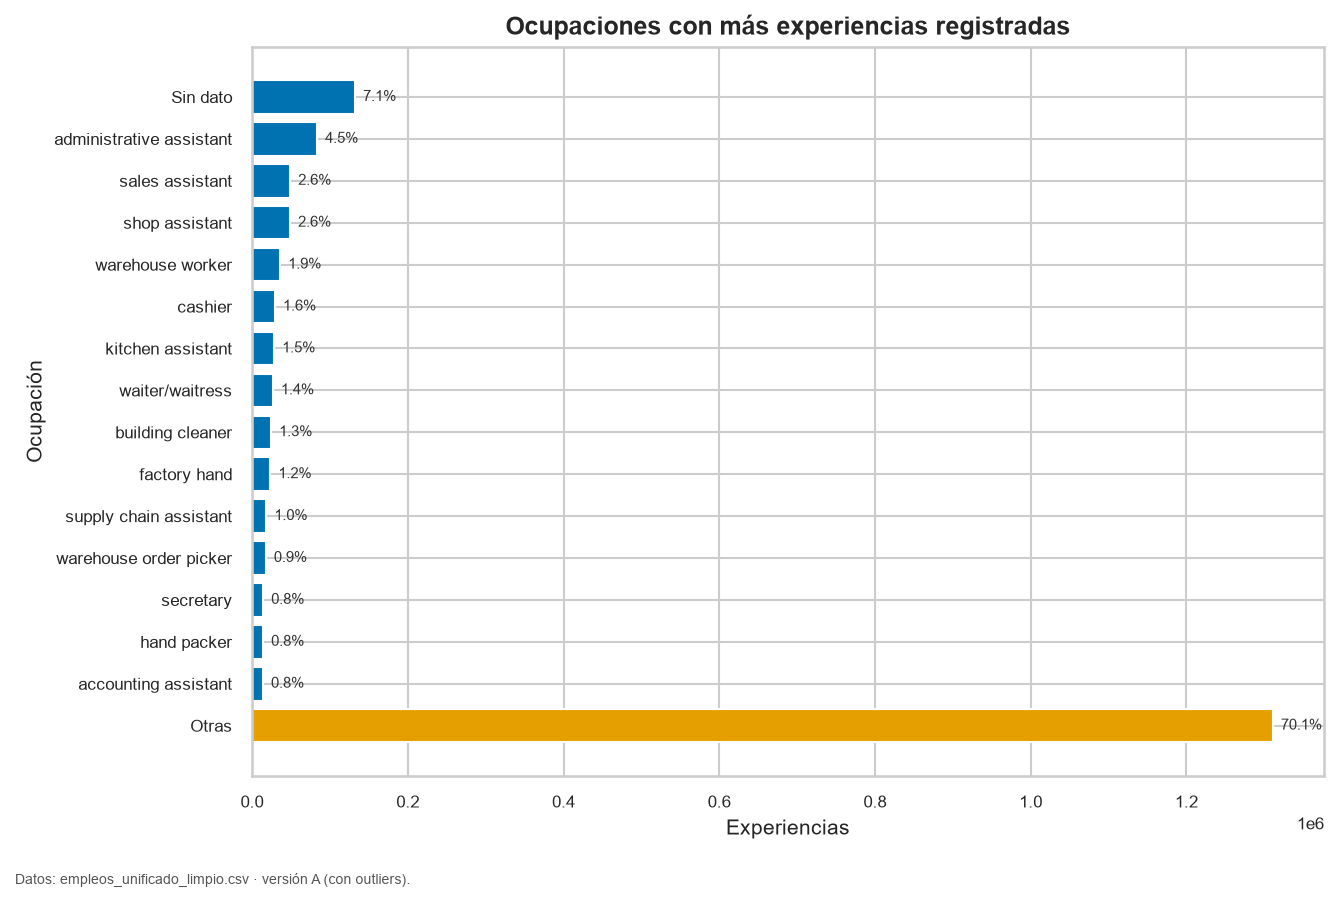 Ocupaciones con más experiencias registradas
Sin dato 7.1%
administrative assistant 4.5%
sales assistant 2.6%
shop assistant 2.6%
warehouse worker 1.9%
cashier 1.6%
kitchen assistant 1.5%
waiter/waitress 1.4%
building cleaner 1.3%
factory hand 1.2%
supply chain assistant 1.0%
warehouse order picker 0.9%
secretary 0.8%
hand packer 0.8%
accounting assistant 0.8%
Otras 70.1%
Ocupación
0.0 0.2 0.4 0.6 0.8 1.0 1.2
1e6
Experiencias
Datos: empleos_unificado_limpio.csv · versión A (con outliers).